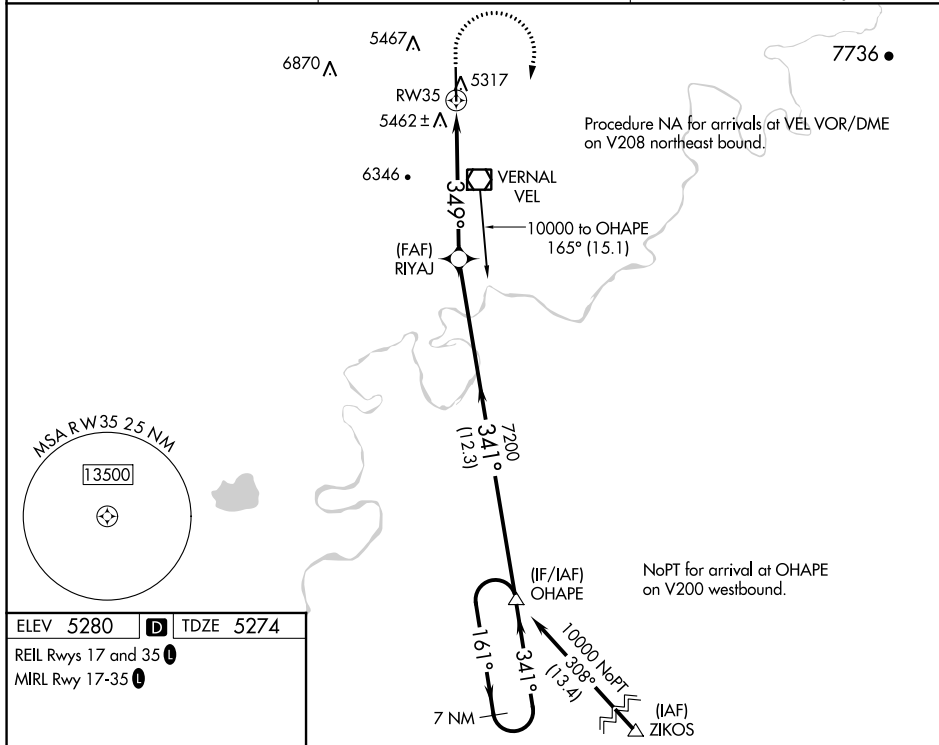 5467
6870
7736
5317
RW35
5462 ±
Procedure NA for arrivals at VEL VOR/DME
on V208 northeast bound.
6346
VERNAL
VEL
349°
10000 to OHAPE
165° (15.1)
(FAF)
RIYAJ
7200
341°
(12.3)
MSA RW35 25 NM
13500
(IF/IAF)
OHAPE
NoPT for arrival at OHAPE
on V200 westbound.
161°
341°
10000 NoPT
308°
(13.4)
7 NM
(IAF)
ZIKOS
ELEV 5280 D TDZE 5274
REIL Rwys 17 and 35 L
MIRL Rwy 17-35 L